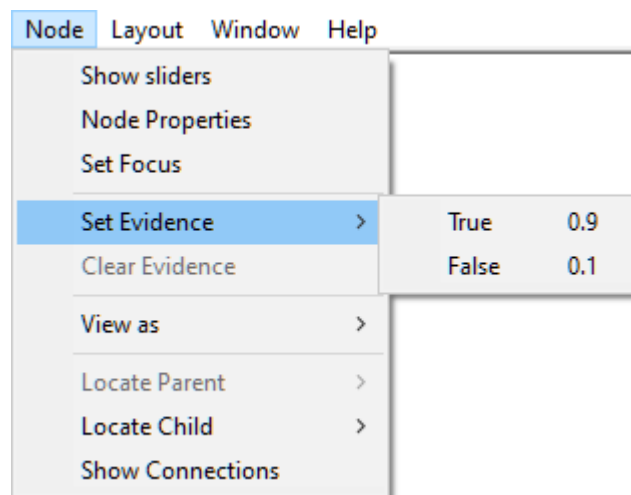 Node Layout Window Help
Show sliders
Node Properties
Set Focus
Set Evidence
True 0.9
Clear Evidence
False 0.1
View as
Locate Parent
Locate Child
Show Connections